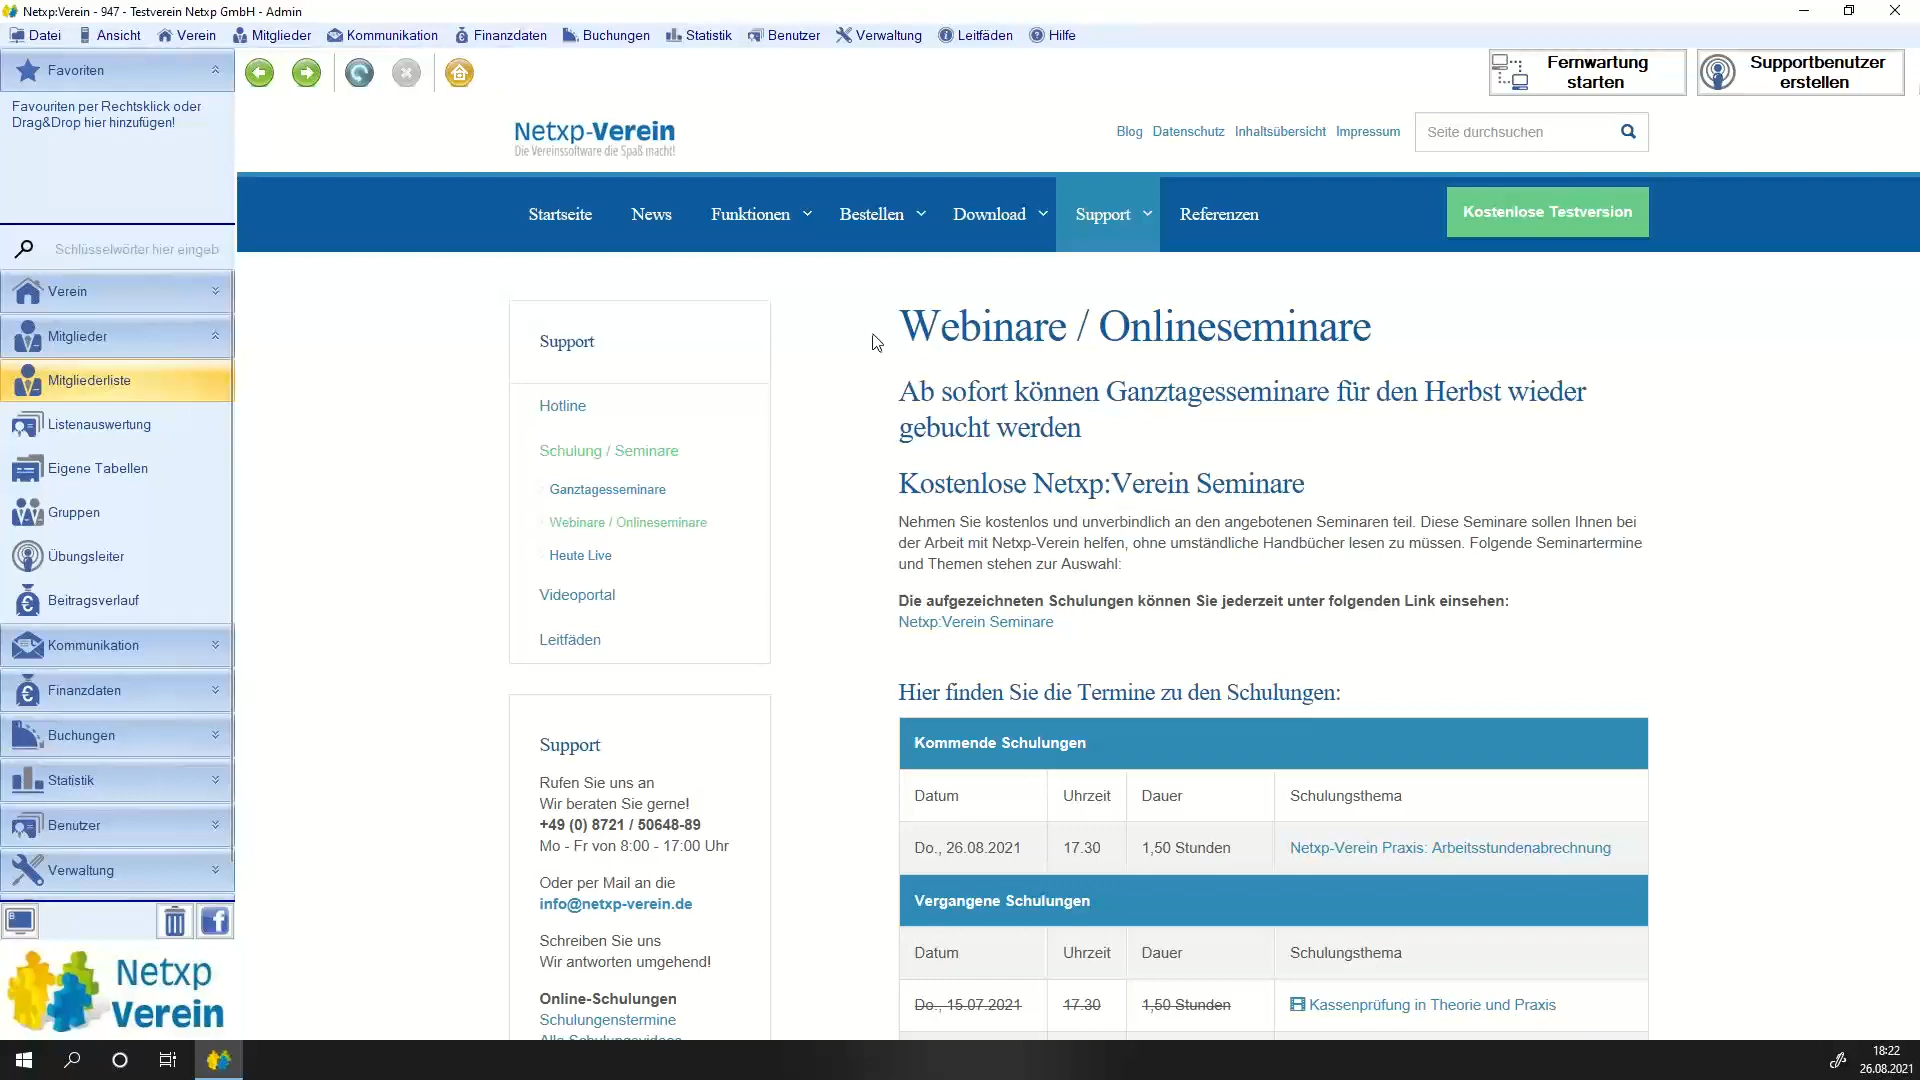 Netxp:Verein - 947 - Testverein Netxp GmbH - Admin
Datei Ansicht Verein Mitglieder Kommunikation Finanzdaten Buchungen Statistik Benutzer Verwaltung Leitfäden Hilfe
Favoriten
Favouriten per Rechtsklick oder
Drag&Drop hier hinzufügen!
Schlüsselwörter hier eingeb
Verein
Mitglieder
Mitgliederliste
Listenauswertung
Eigene Tabellen
Gruppen
Übungsleiter
Beitragsverlauf
Kommunikation
Finanzdaten
Buchungen
Statistik
Benutzer
Verwaltung
Netxp
Verein
Fernwartung
starten
Supportbenutzer
erstellen
Netxp-Verein
Die Vereinssoftware die Spaß macht!
Blog Datenschutz Inhaltsübersicht Impressum
Seite durchsuchen
Startseite News Funktionen Bestellen Download Support Referenzen
Kostenlose Testversion
Support
Hotline
Schulung / Seminare
Ganztagesseminare
Webinare / Onlineseminare
Heute Live
Videoportal
Leitfäden
Support
Rufen Sie uns an
Wir beraten Sie gerne!
+49 (0) 8721 / 50648-89
Mo - Fr von 8:00 - 17:00 Uhr
Oder per Mail an die
info@netxp-verein.de
Schreiben Sie uns
Wir antworten umgehend!
Online-Schulungen
Schulungenstermine
Alle Schulungsvideos
Webinare / Onlineseminare
Ab sofort können Ganztagesseminare für den Herbst wieder
gebucht werden
Kostenlose Netxp:Verein Seminare
Nehmen Sie kostenlos und unverbindlich an den angebotenen Seminaren teil. Diese Seminare sollen Ihnen bei
der Arbeit mit Netxp-Verein helfen, ohne umständliche Handbücher lesen zu müssen. Folgende Seminartermine
und Themen stehen zur Auswahl:
Die aufgezeichneten Schulungen können Sie jederzeit unter folgenden Link einsehen:
Netxp:Verein Seminare
Hier finden Sie die Termine zu den Schulungen:
Kommende Schulungen
Datum Uhrzeit Dauer Schulungsthema
Do., 26.08.2021 17.30 1,50 Stunden Netxp-Verein Praxis: Arbeitsstundenabrechnung
Vergangene Schulungen
Datum Uhrzeit Dauer Schulungsthema
Do., 15.07.2021 17.30 1,50 Stunden Kassenprüfung in Theorie und Praxis
18:22
26.08.2021